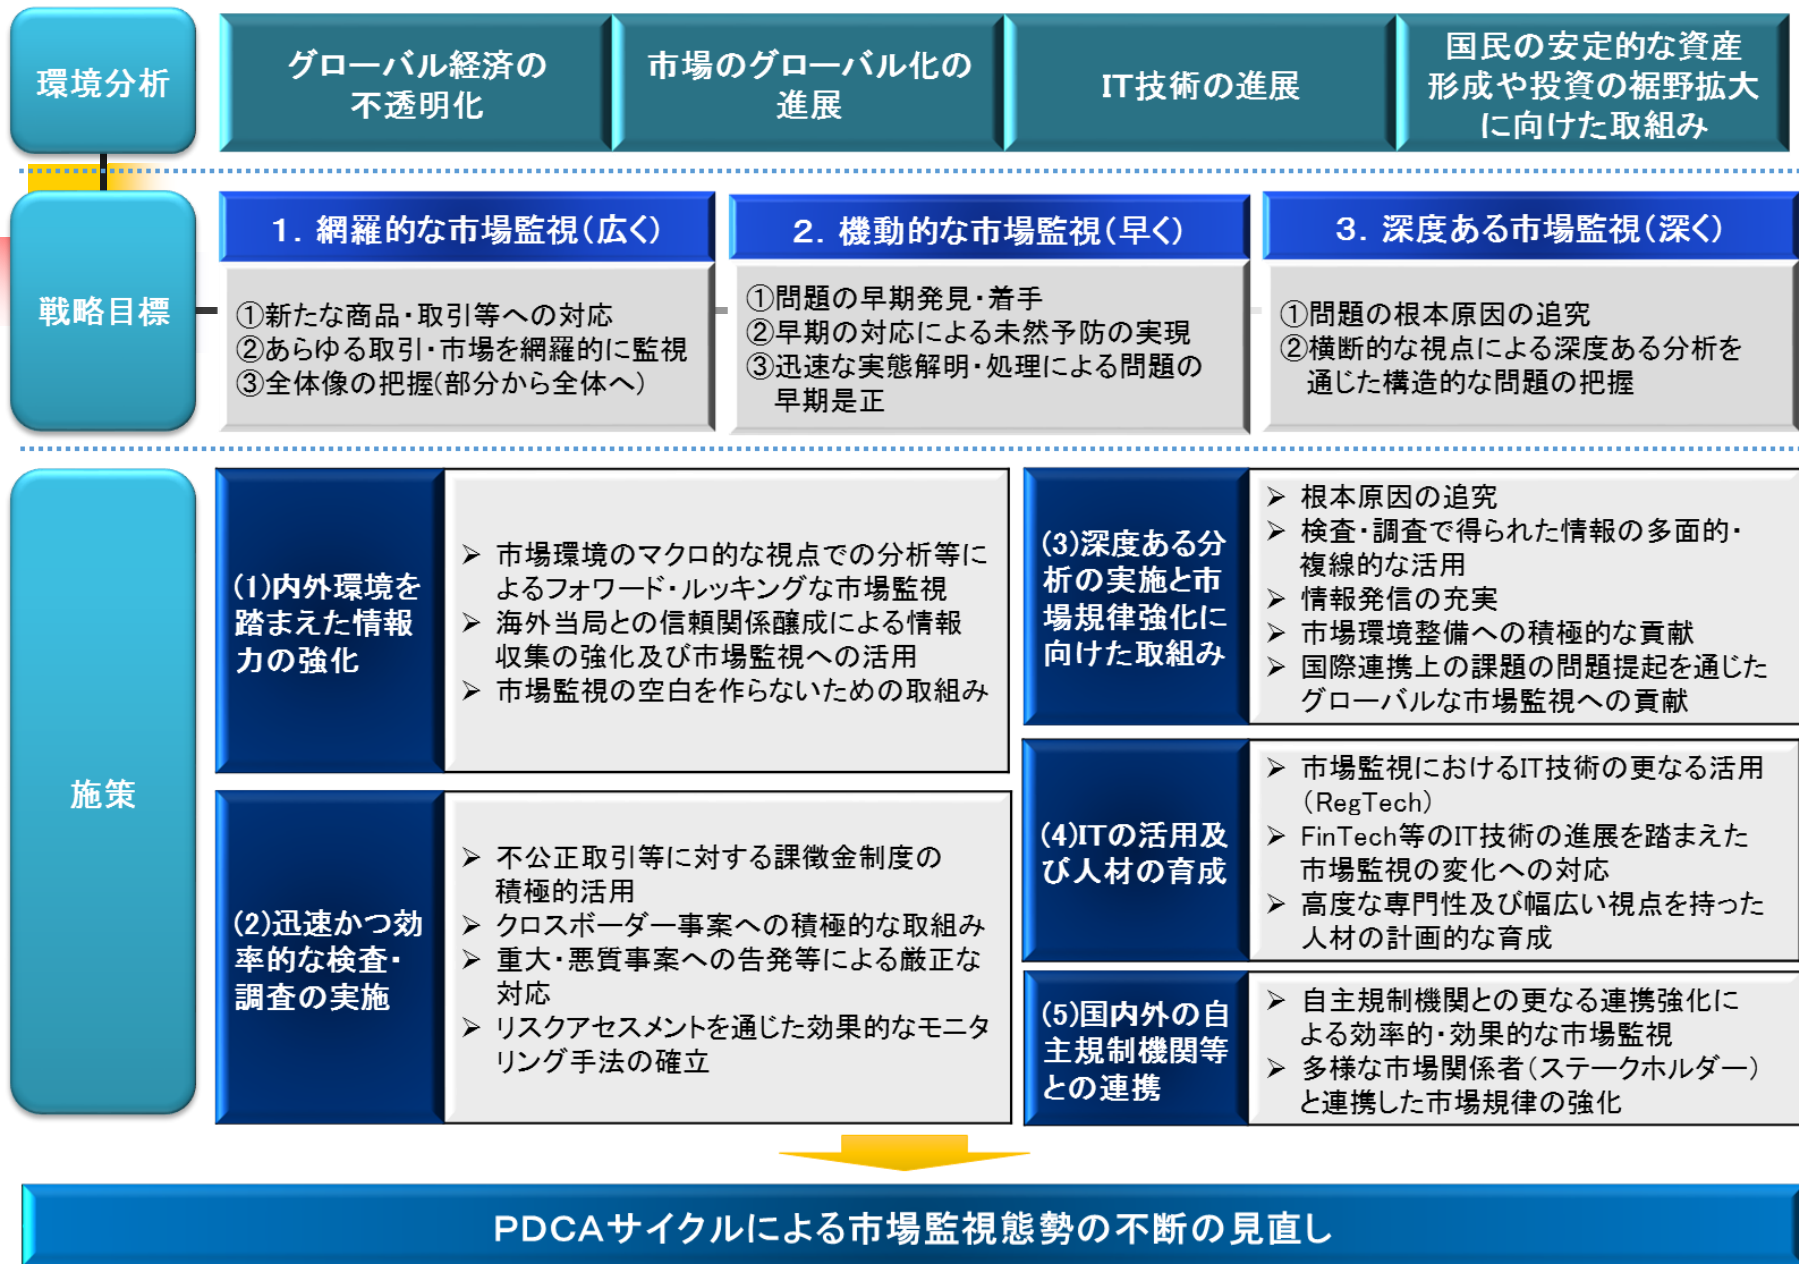 環境分析
グローバル経済の
不透明化
市場のグローバル化の
進展
IT技術の進展
国民の安定的な資産
形成や投資の裾野拡大
に向けた取組み
戦略目標
1．網羅的な市場監視（広く）
①新たな商品・取引等への対応
②あらゆる取引・市場を網羅的に監視
③全体像の把握(部分から全体へ)
2．機動的な市場監視（早く）
①問題の早期発見・着手
②早期の対応による未然予防の実現
③迅速な実態解明・処理による問題の
早期是正
3．深度ある市場監視（深く）
①問題の根本原因の追究
②横断的な視点による深度ある分析を
通じた構造的な問題の把握
施策
(1)内外環境を
踏まえた情報
力の強化
➢ 市場環境のマクロ的な視点での分析等に
よるフォワード・ルッキングな市場監視
➢ 海外当局との信頼関係醸成による情報
収集の強化及び市場監視への活用
➢ 市場監視の空白を作らないための取組み
(2)迅速かつ効
率的な検査・
調査の実施
➢ 不公正取引等に対する課徴金制度の
積極的活用
➢ クロスボーダー事案への積極的な取組み
➢ 重大・悪質事案への告発等による厳正な
対応
➢ リスクアセスメントを通じた効果的なモニタ
リング手法の確立
(3)深度ある分
析の実施と市
場規律強化に
向けた取組み
➢ 根本原因の追究
➢ 検査・調査で得られた情報の多面的・
複線的な活用
➢ 情報発信の充実
➢ 市場環境整備への積極的な貢献
➢ 国際連携上の課題の問題提起を通じた
グローバルな市場監視への貢献
(4)ITの活用及
び人材の育成
➢ 市場監視におけるIT技術の更なる活用
（RegTech）
➢ FinTech等のIT技術の進展を踏まえた
市場監視の変化への対応
➢ 高度な専門性及び幅広い視点を持った
人材の計画的な育成
(5)国内外の自
主規制機関等
との連携
➢ 自主規制機関との更なる連携強化に
よる効率的・効果的な市場監視
➢ 多様な市場関係者（ステークホルダー）
と連携した市場規律の強化
PDCAサイクルによる市場監視態勢の不断の見直し